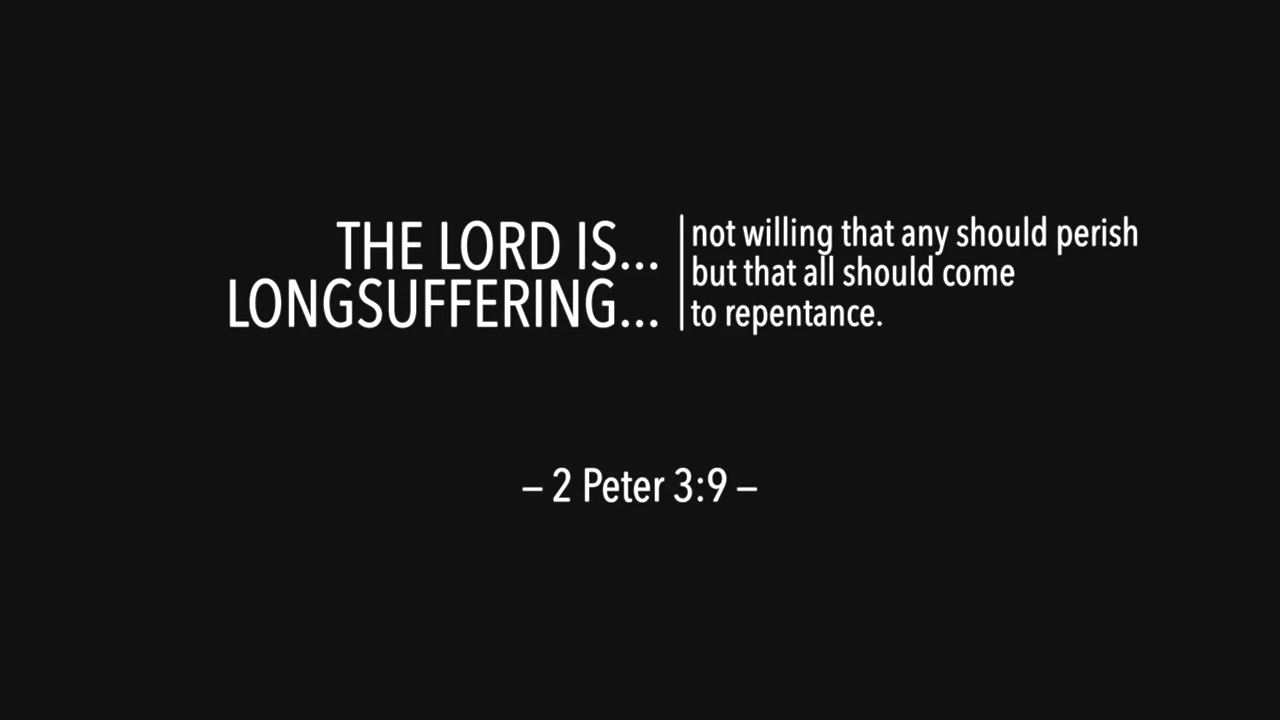 THE LORD IS...
LONGSUFFERING...
not willing that any should perish
but that all should come
to repentance.
– 2 Peter 3:9 –